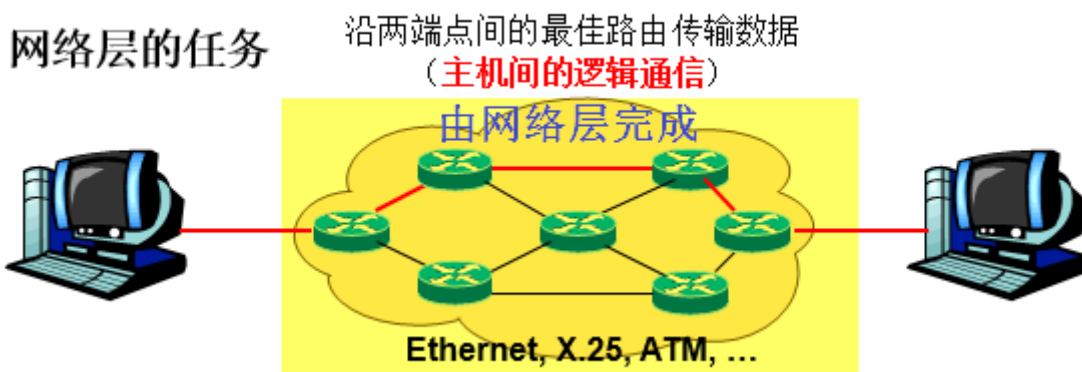 网络层的任务
沿两端点间的最佳路由传输数据
（主机间的逻辑通信）
由网络层完成
Ethernet, X.25, ATM, …